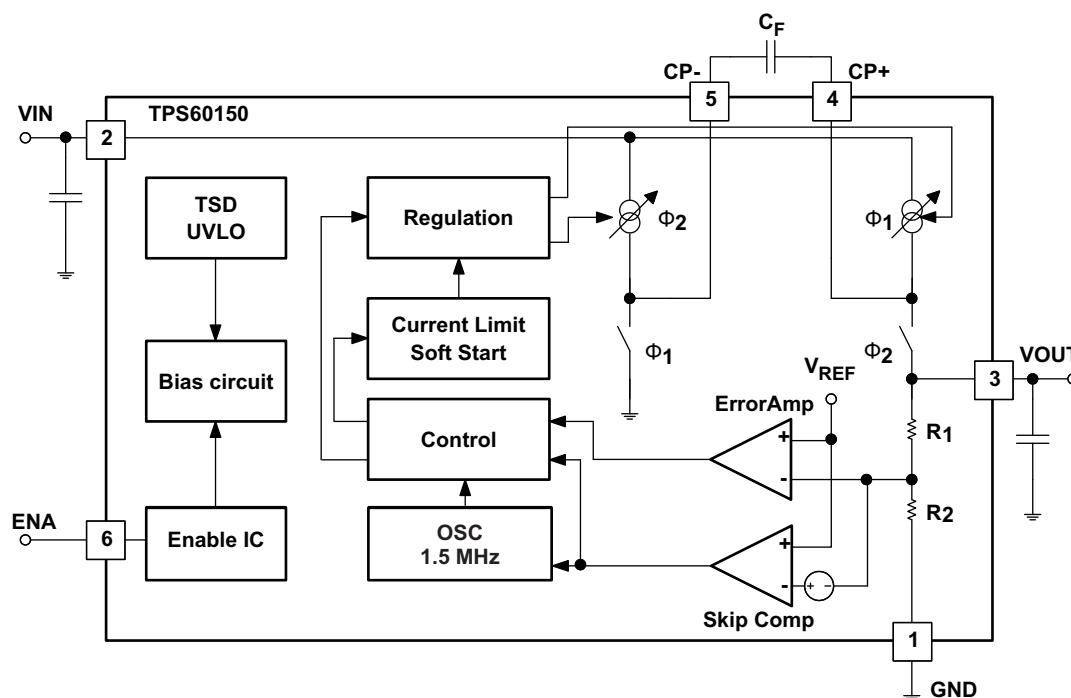 CF
CP-
CP+
5
4
VIN
TPS60150
2
TSD
UVLO
Regulation
Φ2
Φ1
Current Limit
Soft Start
Bias circuit
Φ1
Φ2
VOUT
3
VREF
ErrorAmp
+
-
R1
Control
R2
ENA
6
Enable IC
OSC
1.5 MHz
+
-
+ -
Skip Comp
1
GND